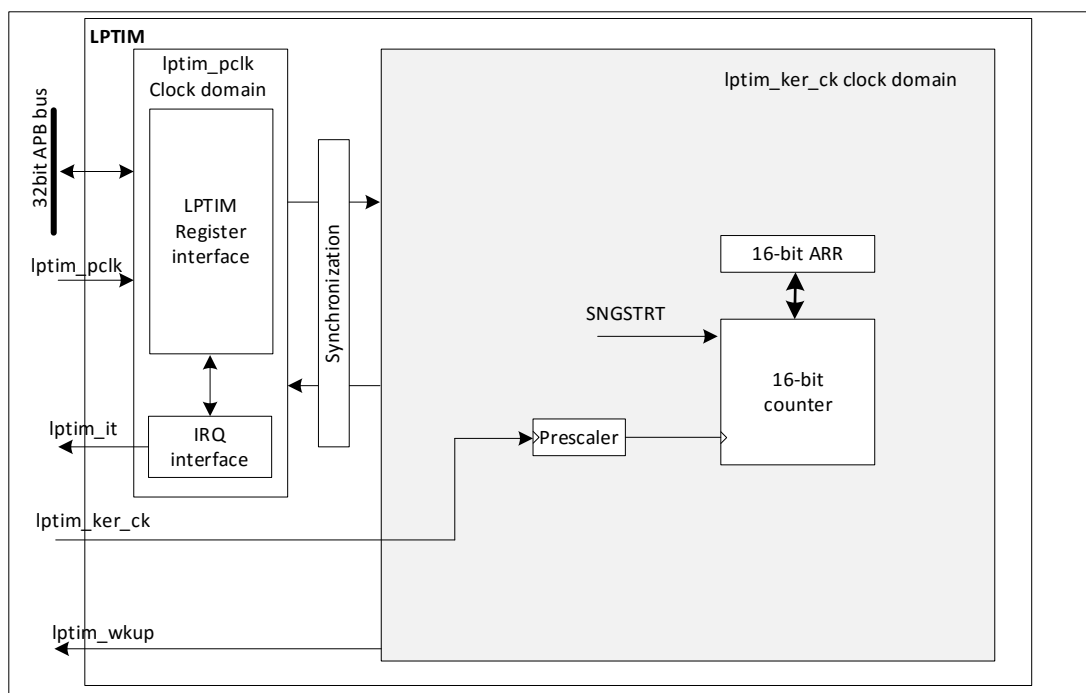 LPTIM
lptim_pclk
Clock domain
lptim_ker_ck clock domain
32bit APB bus
LPTIM
Register
interface
lptim_pclk
Synchronization
16-bit ARR
SNGSTRT
16-bit
counter
lptim_it
IRQ
interface
Prescaler
lptim_ker_ck
lptim_wkup